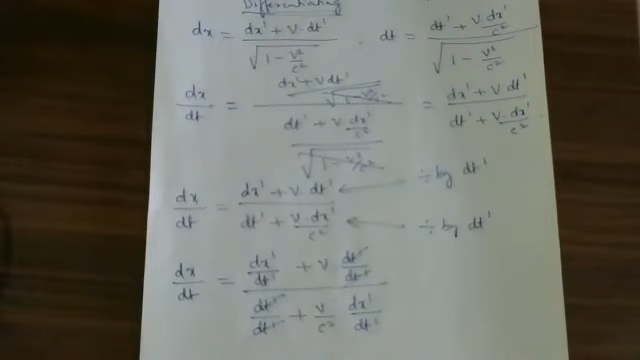 Differentiating
dx = (dx' + v·dt') / √(1 - v²/c²) , dt = (dt' + v·dx'/c²) / √(1 - v²/c²)
dx/dt = ((dx' + v dt') / √(1 - v²/c²)) / ((dt' + v·dx'/c²) / √(1 - v²/c²)) = (dx' + v dt') / (dt' + v·dx'/c²)
dx/dt = (dx' + v·dt') / (dt' + v·dx'/c²) ÷ by dt' ÷ by dt'
dx/dt = (dx'/dt' + v dt'/dt') / (dt'/dt' + v/c² dx'/dt')